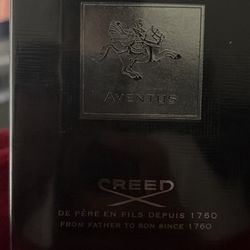 AVENTUS
CREED
DE PÈRE EN FILS DEPUIS 1760
FROM FATHER TO SON SINCE 1760